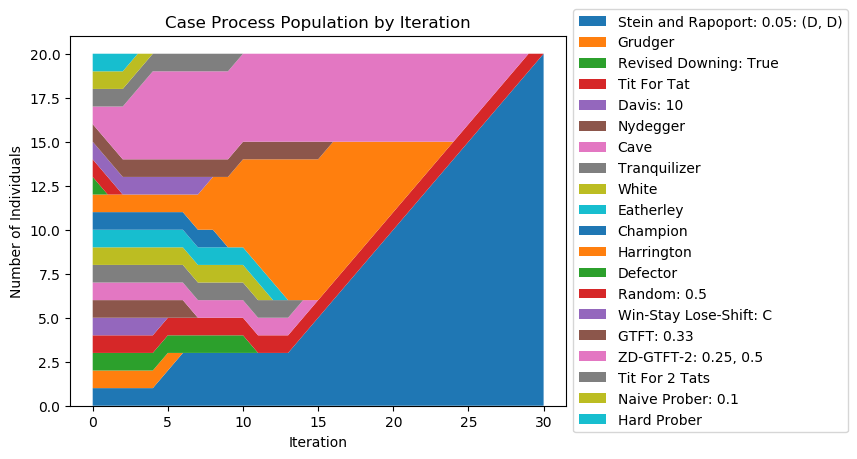 Case Process Population by Iteration
Number of Individuals
20.0
17.5
15.0
12.5
10.0
7.5
5.0
2.5
0.0
0 5 10 15 20 25 30
Iteration
Stein and Rapoport: 0.05: (D, D)
Grudger
Revised Downing: True
Tit For Tat
Davis: 10
Nydegger
Cave
Tranquilizer
White
Eatherley
Champion
Harrington
Defector
Random: 0.5
Win-Stay Lose-Shift: C
GTFT: 0.33
ZD-GTFT-2: 0.25, 0.5
Tit For 2 Tats
Naive Prober: 0.1
Hard Prober